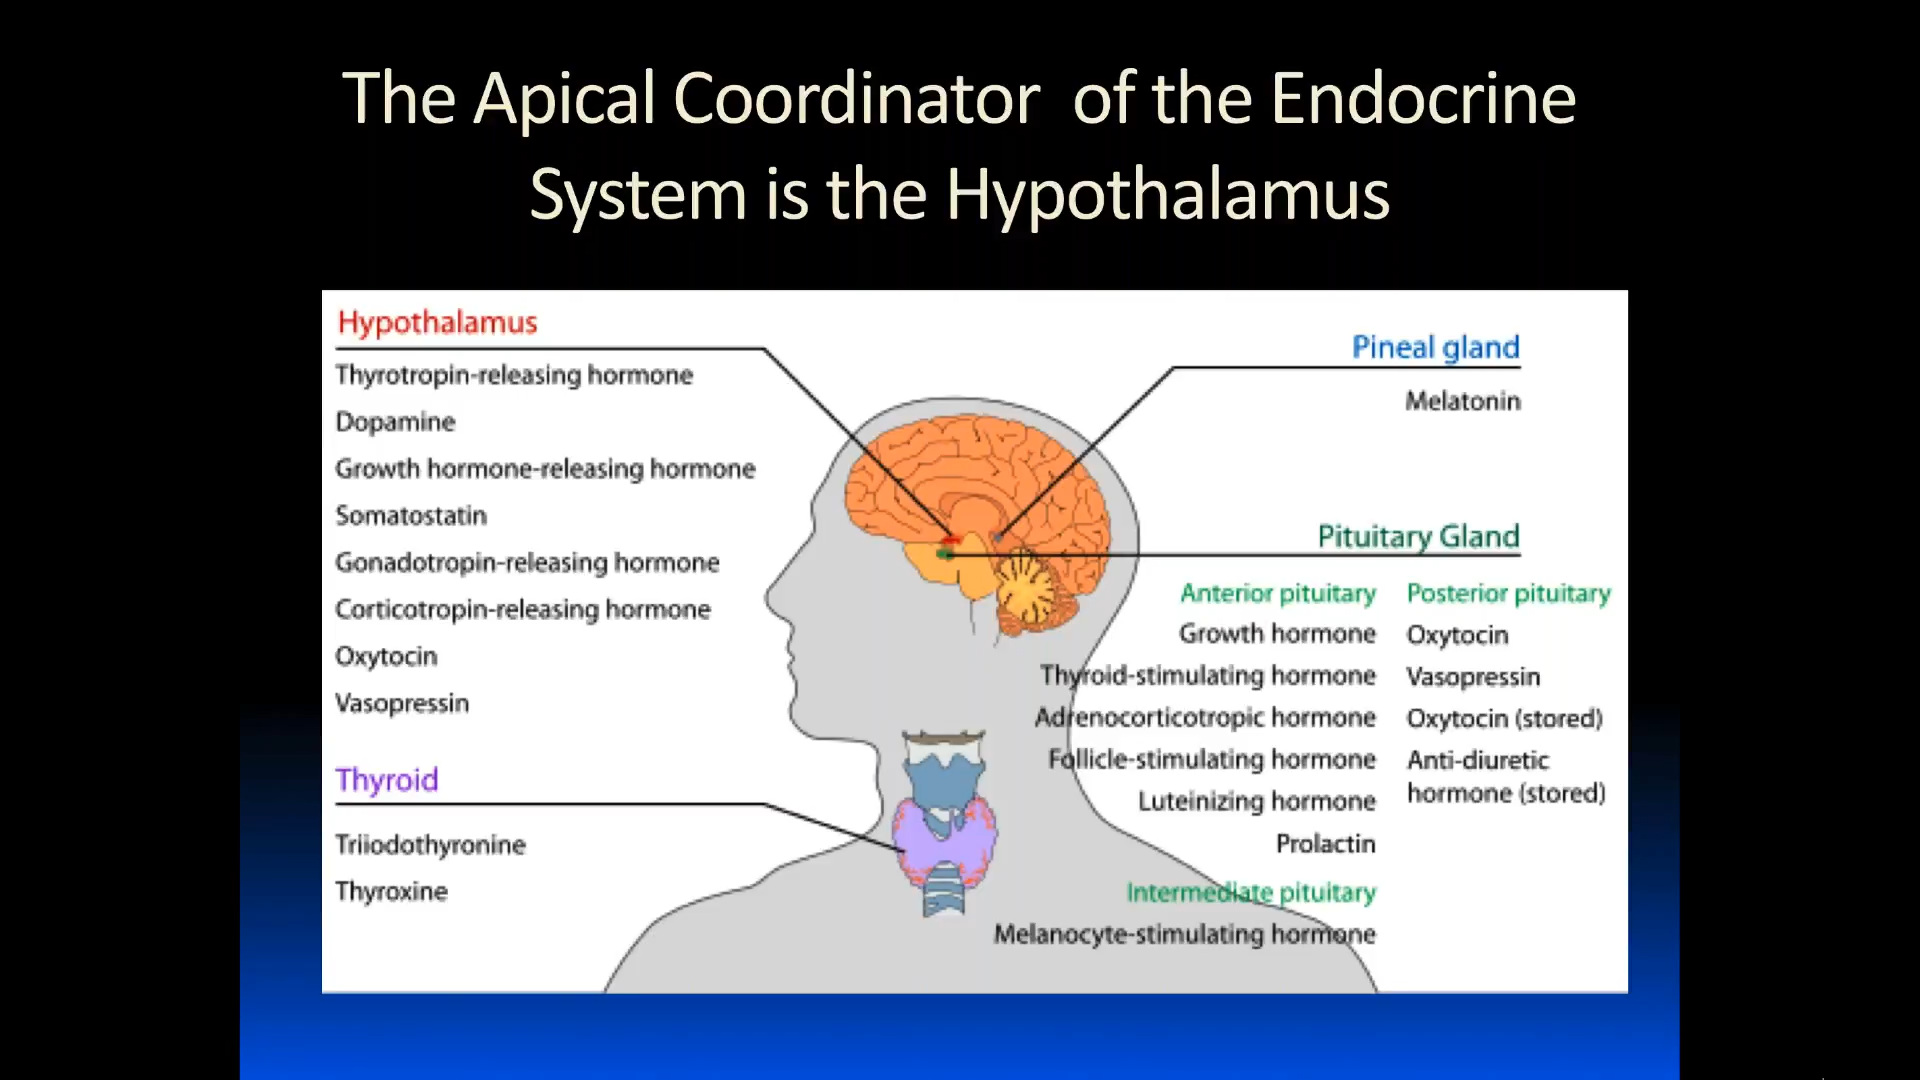 The Apical Coordinator of the Endocrine
System is the Hypothalamus
Hypothalamus
Thyrotropin-releasing hormone
Dopamine
Growth hormone-releasing hormone
Somatostatin
Gonadotropin-releasing hormone
Corticotropin-releasing hormone
Oxytocin
Vasopressin
Thyroid
Triiodothyronine
Thyroxine
Pineal gland
Melatonin
Pituitary Gland
Anterior pituitary
Growth hormone
Thyroid-stimulating hormone
Adrenocorticotropic hormone
Follicle-stimulating hormone
Luteinizing hormone
Prolactin
Intermediate pituitary
Melanocyte-stimulating hormone
Posterior pituitary
Oxytocin
Vasopressin
Oxytocin (stored)
Anti-diuretic
hormone (stored)